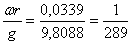 ωr/g = 0,0339/9,8088 = 1/289